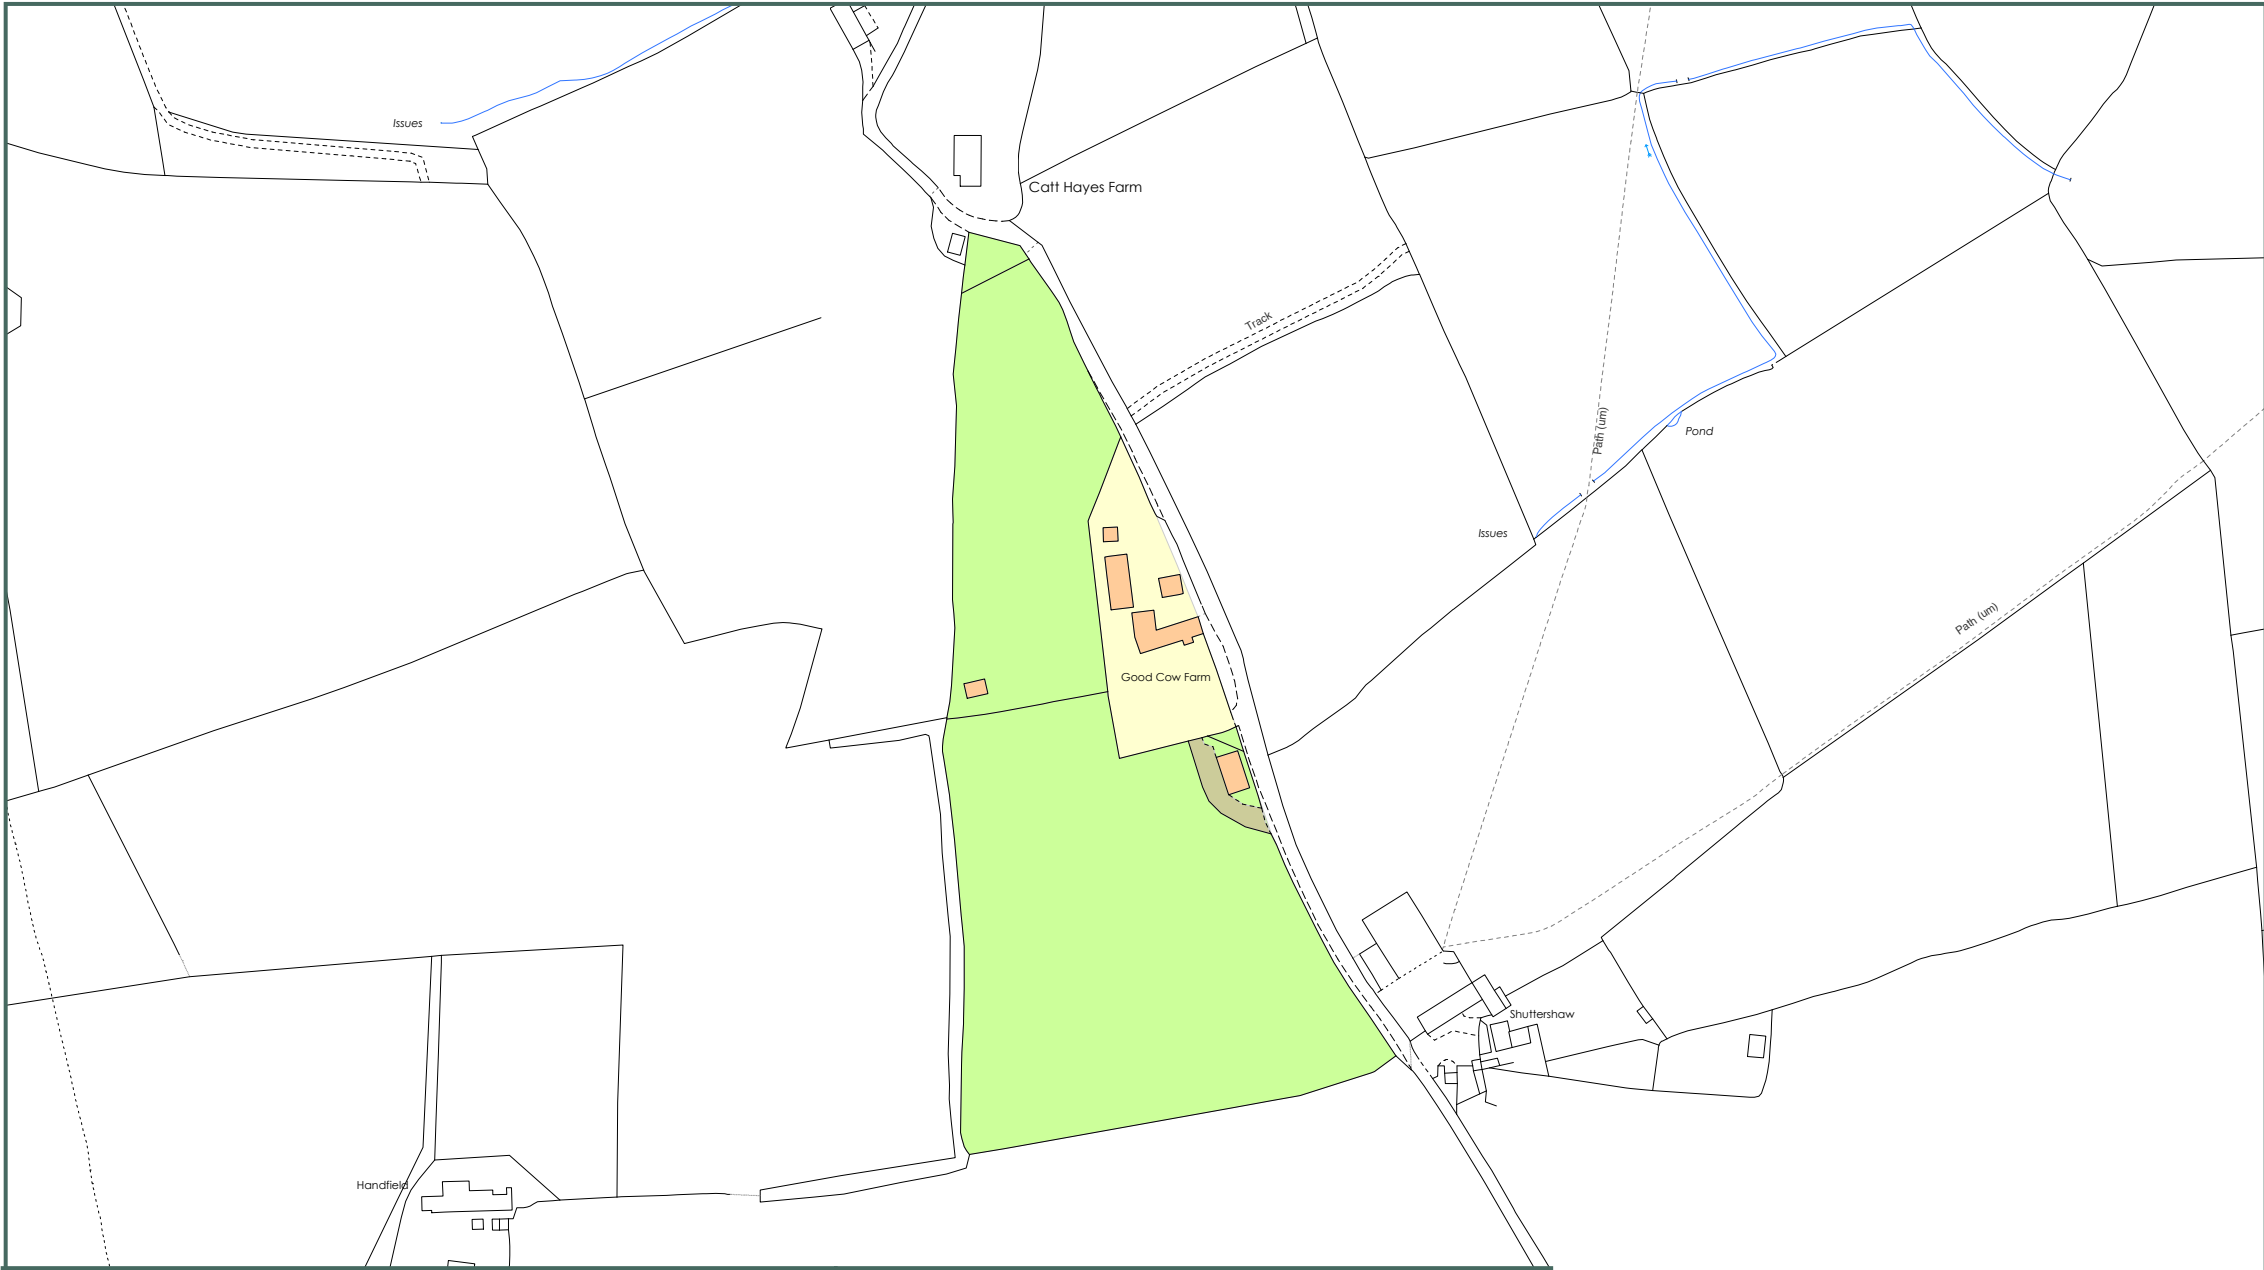 Issues
Catt Hayes Farm
Track
Path (um)
Pond
Issues
Path (um)
Good Cow Farm
Shuttershaw
Handfield